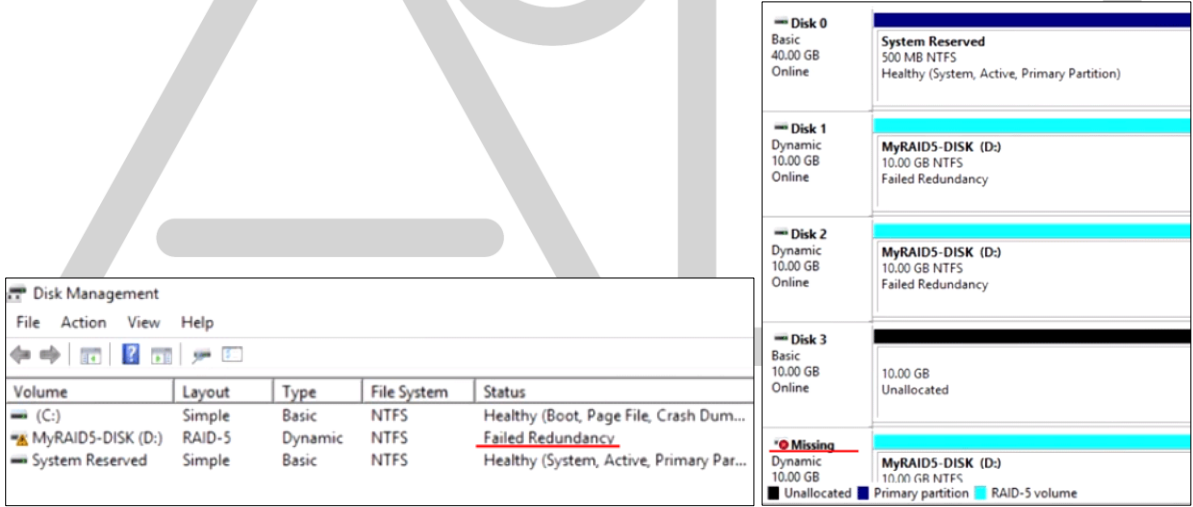 Disk Management
File Action View Help
Volume Layout Type File System Status
(C:) Simple Basic NTFS Healthy (Boot, Page File, Crash Dum...
MyRAID5-DISK (D:) RAID-5 Dynamic NTFS Failed Redundancy
System Reserved Simple Basic NTFS Healthy (System, Active, Primary Par...
Disk 0
Basic
40.00 GB
Online
System Reserved
500 MB NTFS
Healthy (System, Active, Primary Partition)
Disk 1
Dynamic
10.00 GB
Online
MyRAID5-DISK (D:)
10.00 GB NTFS
Failed Redundancy
Disk 2
Dynamic
10.00 GB
Online
MyRAID5-DISK (D:)
10.00 GB NTFS
Failed Redundancy
Disk 3
Basic
10.00 GB
Online
10.00 GB
Unallocated
Missing
Dynamic
10.00 GB
MyRAID5-DISK (D:)
10.00 GB NTFS
Unallocated Primary partition RAID-5 volume